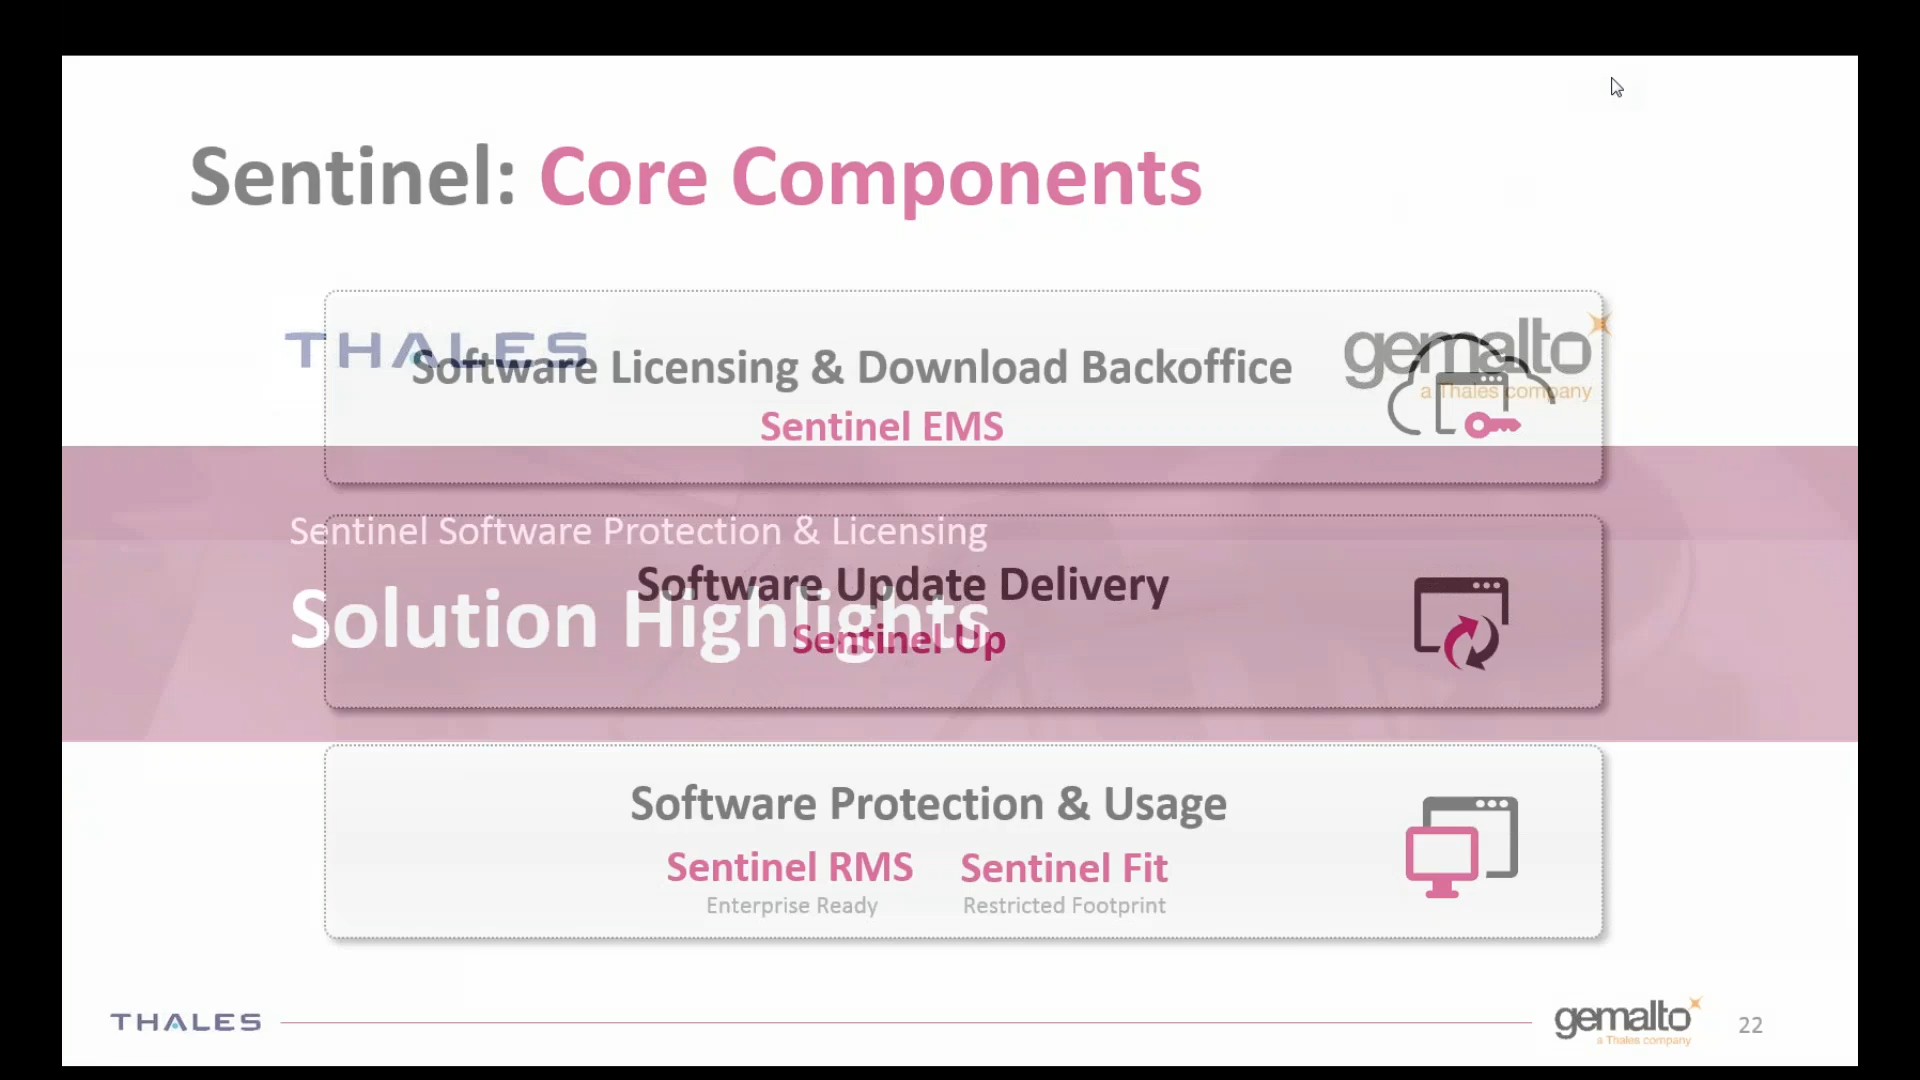 Sentinel: Core Components
THALES
gemalto
a Thales company
Software Licensing & Download Backoffice
Sentinel EMS
Sentinel Software Protection & Licensing
Software Update Delivery
Solution Highlights
Sentinel Up
Software Protection & Usage
Sentinel RMS Sentinel Fit
Enterprise Ready Restricted Footprint
THALES
gemalto
a Thales company
22